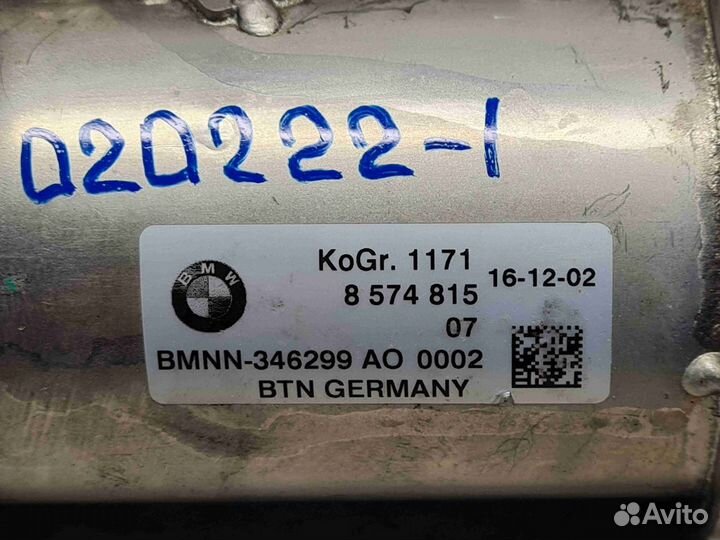 020222-1
KoGr. 1171
16-12-02
8 574 815
07
BMW
BMNN-346299 AO 0002
BTN GERMANY
Avito